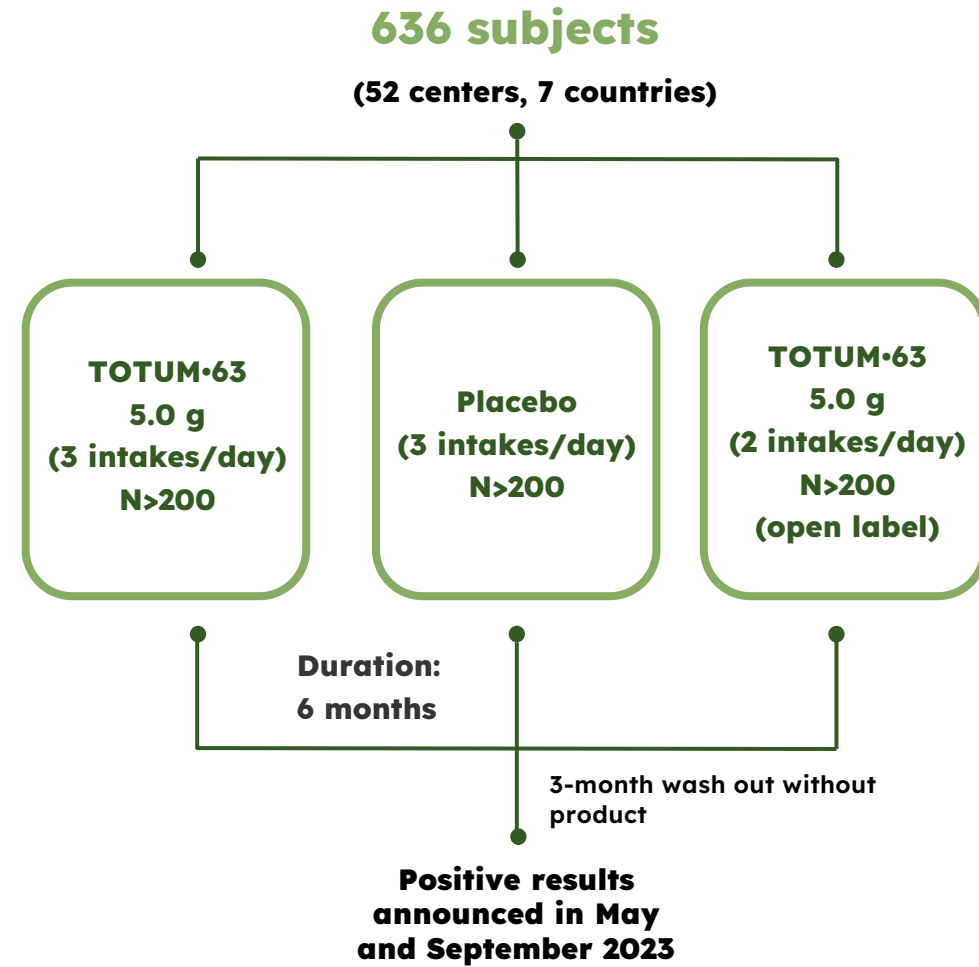 636 subjects
(52 centers, 7 countries)
TOTUM•63
5.0 g
(3 intakes/day)
N>200
Placebo
(3 intakes/day)
N>200
TOTUM•63
5.0 g
(2 intakes/day)
N>200
(open label)
Duration:
6 months
3-month wash out without
product
Positive results
announced in May
and September 2023